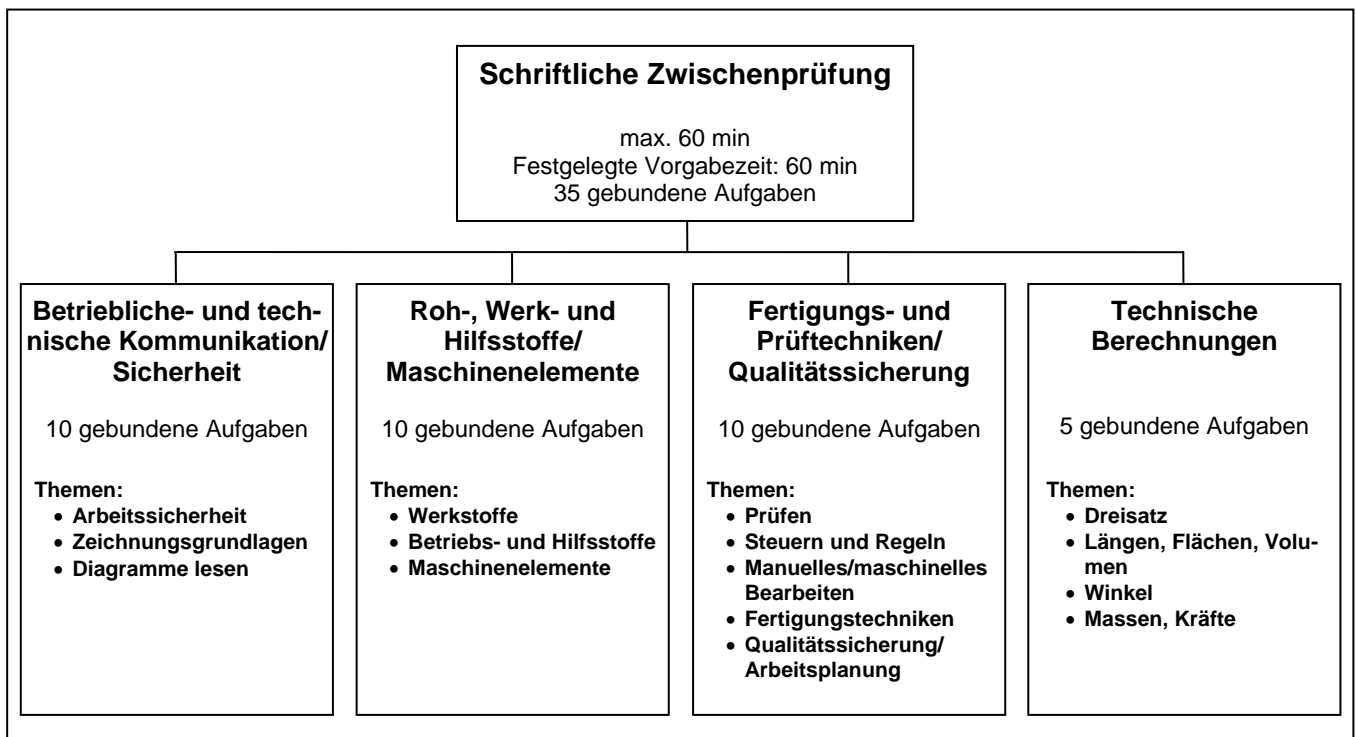 Schriftliche Zwischenprüfung
max. 60 min
Festgelegte Vorgabezeit: 60 min
35 gebundene Aufgaben
Betriebliche- und tech-
nische Kommunikation/
Sicherheit
10 gebundene Aufgaben
Themen:
• Arbeitssicherheit
• Zeichnungsgrundlagen
• Diagramme lesen
Roh-, Werk- und
Hilfsstoffe/
Maschinenelemente
10 gebundene Aufgaben
Themen:
• Werkstoffe
• Betriebs- und Hilfsstoffe
• Maschinenelemente
Fertigungs- und
Prüftechniken/
Qualitätssicherung
10 gebundene Aufgaben
Themen:
• Prüfen
• Steuern und Regeln
• Manuelles/maschinelles
Bearbeiten
• Fertigungstechniken
• Qualitätssicherung/
Arbeitsplanung
Technische
Berechnungen
5 gebundene Aufgaben
Themen:
• Dreisatz
• Längen, Flächen, Volu-
men
• Winkel
• Massen, Kräfte